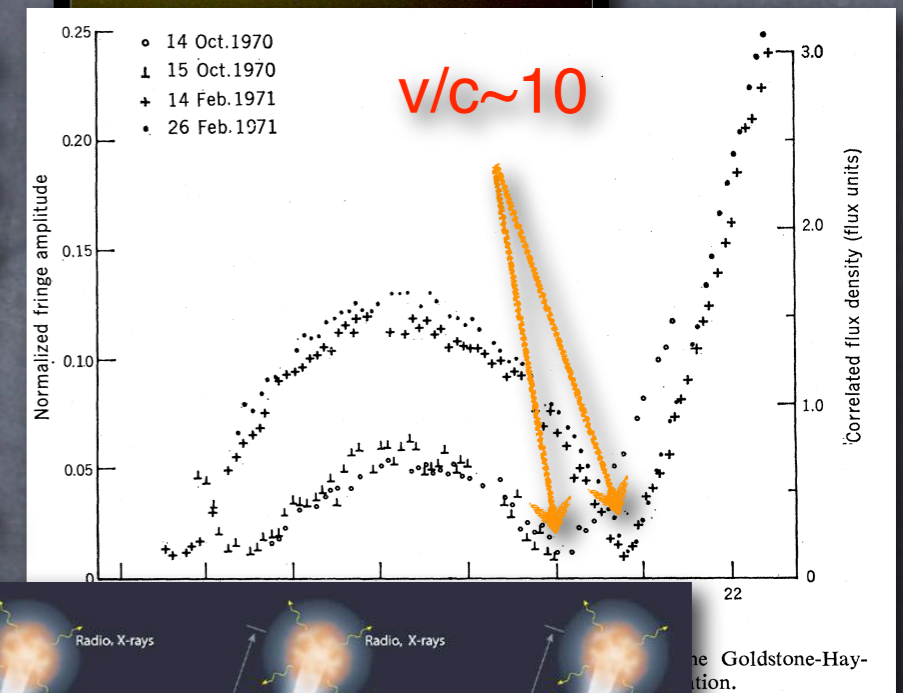 0.25
0.20
0.15
0.10
0.05
0
Normalized fringe amplitude
14 Oct.1970
15 Oct.1970
14 Feb.1971
26 Feb.1971
v/c~10
3.0
2.0
1.0
0
Correlated flux density (flux units)
22
Radio, X-rays
Radio, X-rays
Goldstone-Hay-